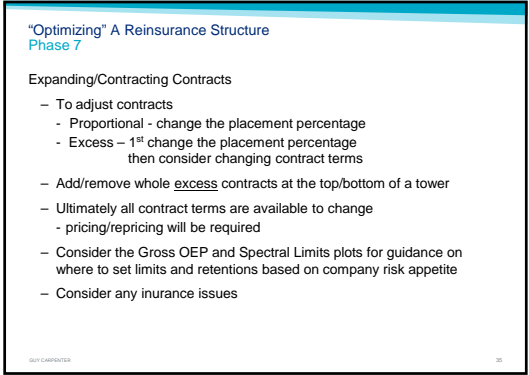 “Optimizing” A Reinsurance Structure
Phase 7
Expanding/Contracting Contracts
– To adjust contracts
- Proportional - change the placement percentage
- Excess – 1st change the placement percentage
then consider changing contract terms
– Add/remove whole excess contracts at the top/bottom of a tower
– Ultimately all contract terms are available to change
- pricing/repricing will be required
– Consider the Gross OEP and Spectral Limits plots for guidance on
where to set limits and retentions based on company risk appetite
– Consider any inurance issues
GUY CARPENTER
35